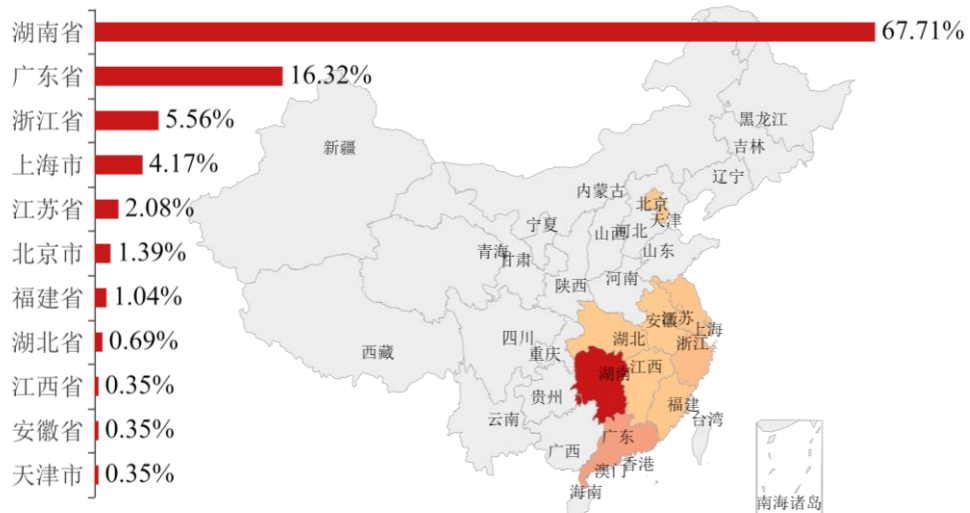 湖南省 67.71%
广东省 16.32%
浙江省 5.56%
上海市 4.17%
江苏省 2.08%
北京市 1.39%
福建省 1.04%
湖北省 0.69%
江西省 0.35%
安徽省 0.35%
天津市 0.35%
黑龙江
吉林
辽宁
新疆
内蒙古
北京
天津
宁夏
山西
河北
山东
青海
甘肃
陕西
河南
安徽
江苏
上海
四川
湖北
浙江
重庆
西藏
湖南
江西
贵州
福建
云南
台湾
广西
广东
香港
澳门
海南
南海诸岛